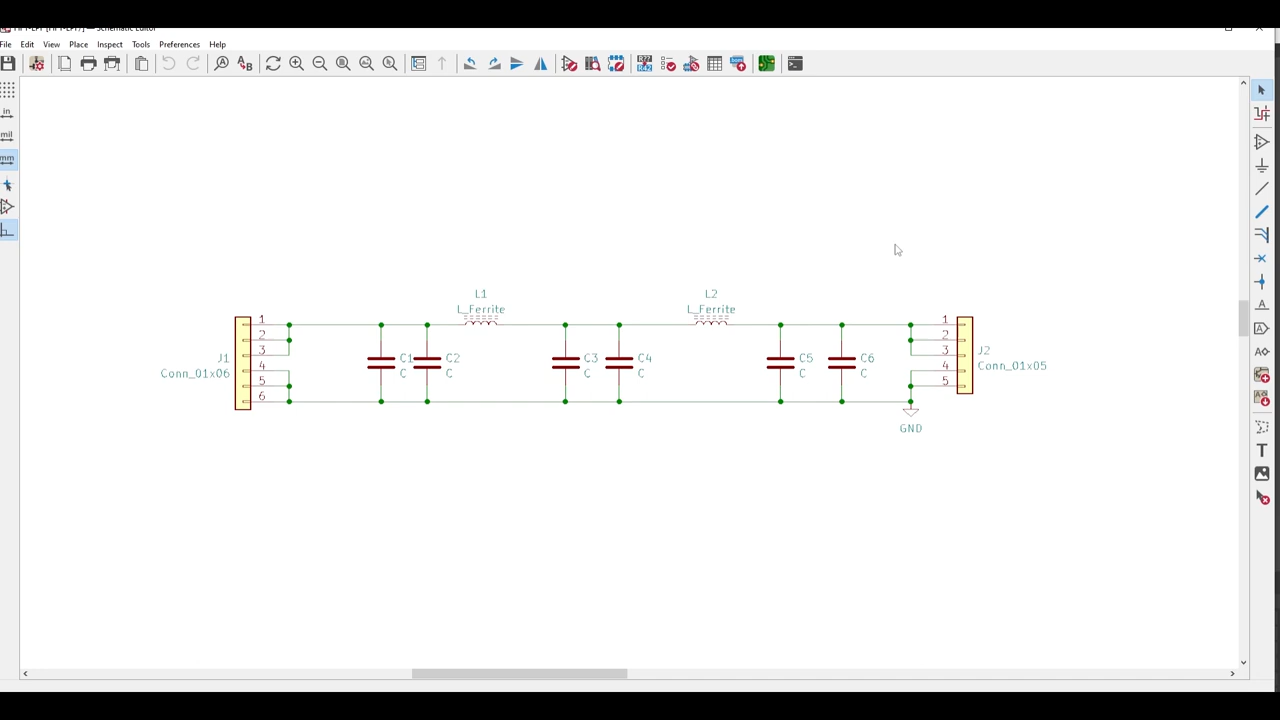 File Edit View Place Inspect Tools Preferences Help
in
mil
mm
L1
L_Ferrite
L2
L_Ferrite
1
2
3
4
5
6
J1
Conn_01x06
C1
C
C2
C
C3
C
C4
C
C5
C
C6
C
1
2
3
4
5
J2
Conn_01x05
GND